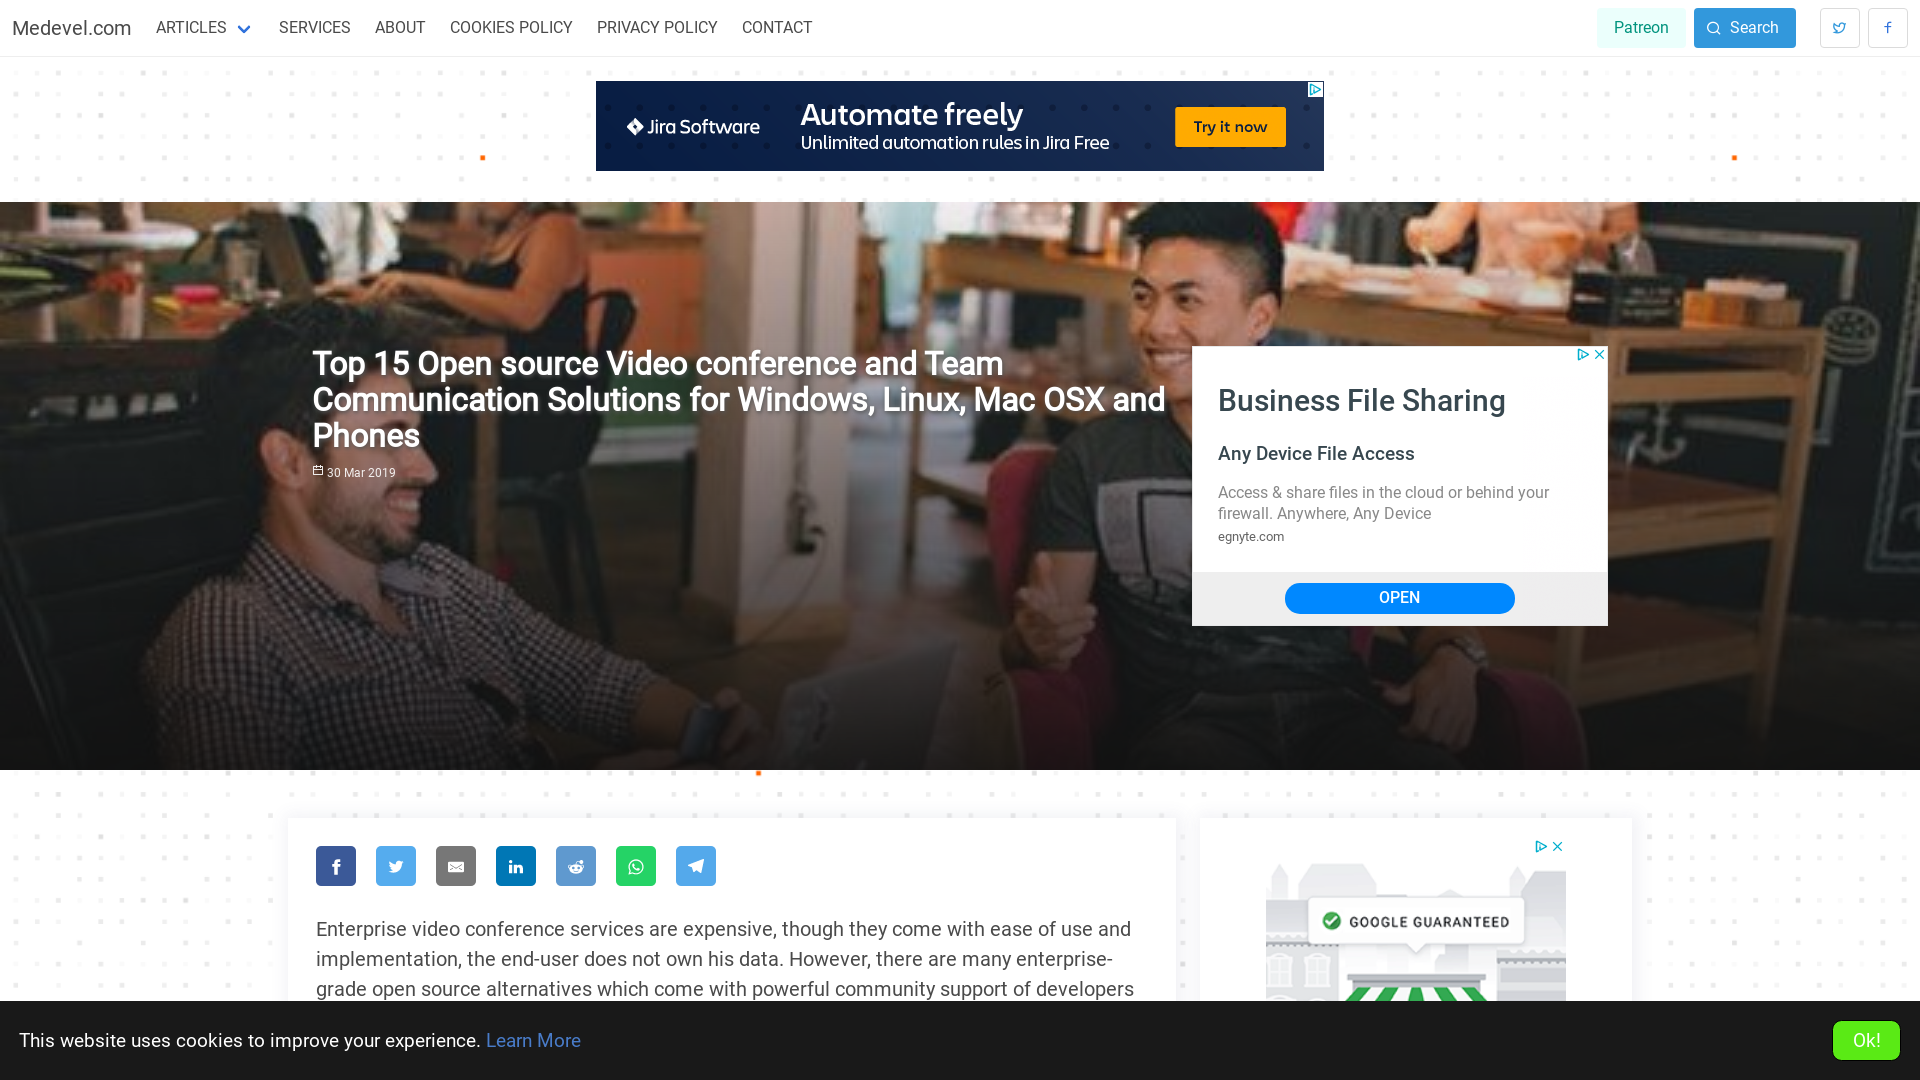 Medevel.com
ARTICLES
SERVICES
ABOUT
COOKIES POLICY
PRIVACY POLICY
CONTACT
Patreon
Search
Jira Software
Automate freely
Unlimited automation rules in Jira Free
Try it now
Top 15 Open source Video conference and Team
Communication Solutions for Windows, Linux, Mac OSX and
Phones
30 Mar 2019
Business File Sharing
Any Device File Access
Access & share files in the cloud or behind your
firewall. Anywhere, Any Device
egnyte.com
OPEN
Enterprise video conference services are expensive, though they come with ease of use and
implementation, the end-user does not own his data. However, there are many enterprise-
grade open source alternatives which come with powerful community support of developers
GOOGLE GUARANTEED
This website uses cookies to improve your experience. Learn More
Ok!